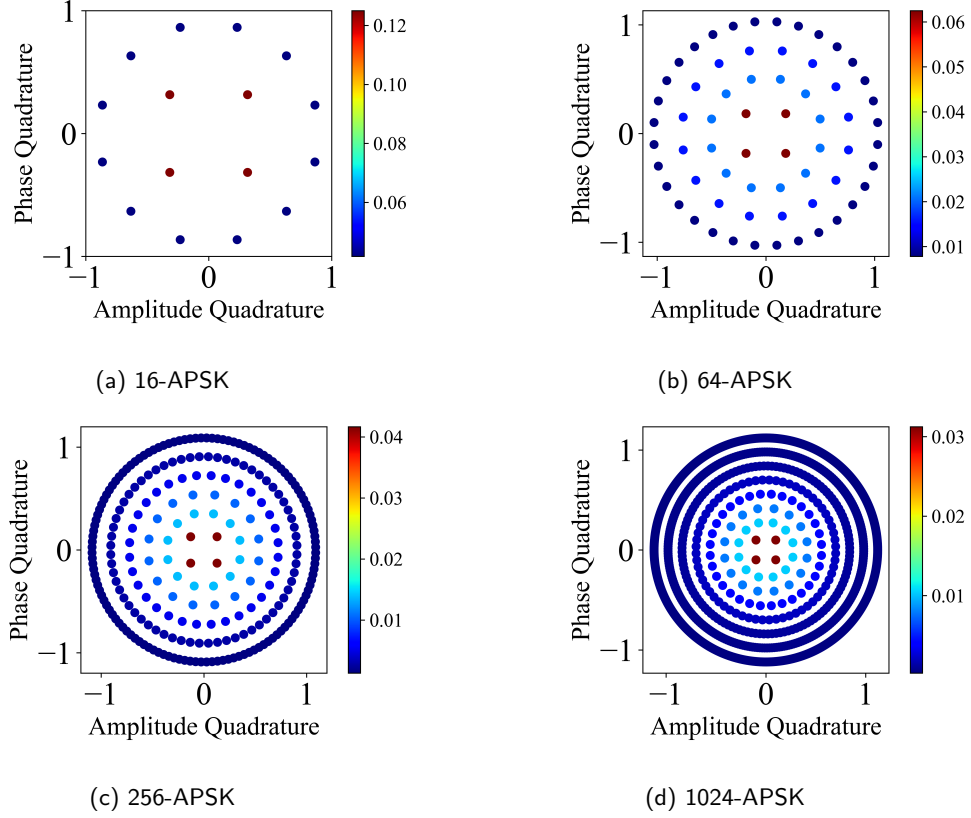 1
0
−1
Phase Quadrature
−1 0 1
Amplitude Quadrature
0.12
0.10
0.08
0.06
(a) 16-APSK
1
0
−1
Phase Quadrature
−1 0 1
Amplitude Quadrature
0.06
0.05
0.04
0.03
0.02
0.01
(b) 64-APSK
1
0
−1
Phase Quadrature
−1 0 1
Amplitude Quadrature
0.04
0.03
0.02
0.01
(c) 256-APSK
1
0
−1
Phase Quadrature
−1 0 1
Amplitude Quadrature
0.03
0.02
0.01
(d) 1024-APSK